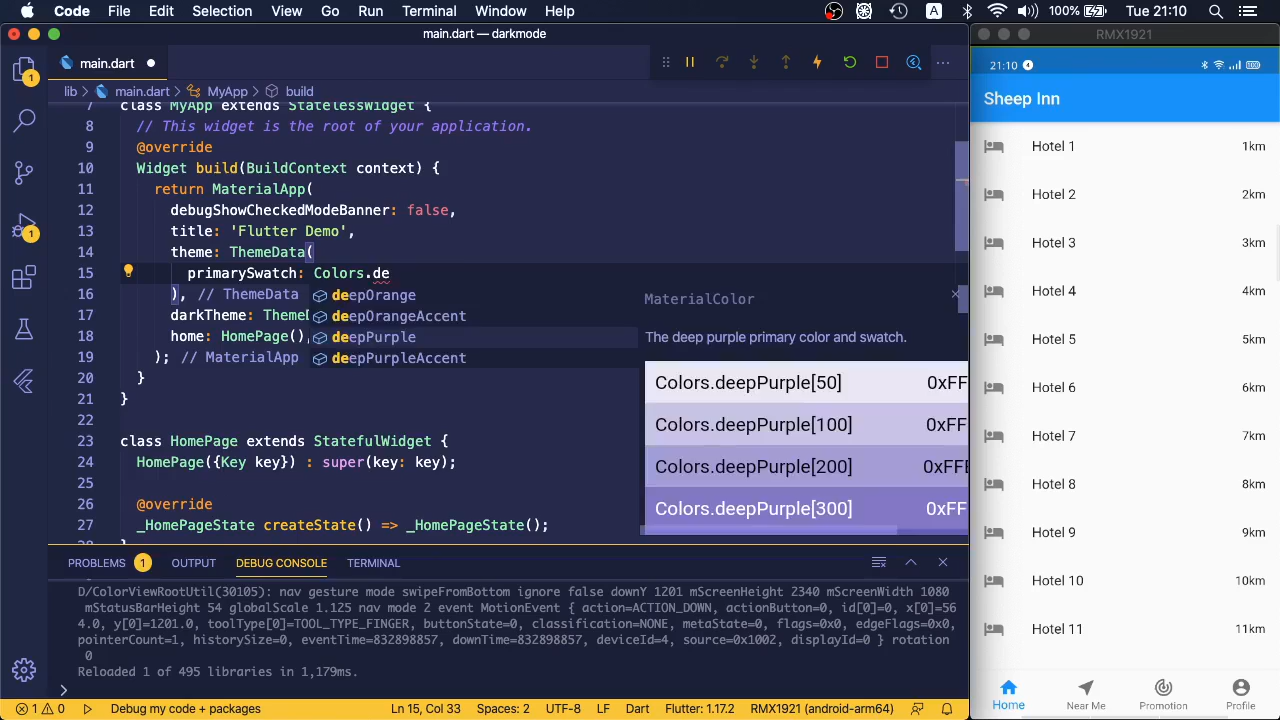 Code File Edit Selection View Go Run Terminal Window Help
A 100% Tue 21:10
main.dart — darkmode
RMX1921
1
main.dart
lib > main.dart > MyApp > build
7 class MyApp extends StatelessWidget {
8 // This widget is the root of your application.
9 @override
10 Widget build(BuildContext context) {
11 return MaterialApp(
12 debugShowCheckedModeBanner: false,
13 title: 'Flutter Demo',
14 theme: ThemeData(
15 primarySwatch: Colors.de
16 ), // ThemeData
17 darkTheme: Theme
18 home: HomePage(),
19 ); // MaterialApp
20 }
21 }
22
23 class HomePage extends StatefulWidget {
24 HomePage({Key key}) : super(key: key);
25
26 @override
27 _HomePageState createState() => _HomePageState();
1
deepOrange
deepOrangeAccent
deepPurple
deepPurpleAccent
MaterialColor
The deep purple primary color and swatch.
Colors.deepPurple[50] 0xFF
Colors.deepPurple[100] 0xFF
Colors.deepPurple[200]
Colors.deepPurple[300] 0xFF
PROBLEMS 1 OUTPUT DEBUG CONSOLE TERMINAL
D/ColorViewRootUtil(30105): nav gesture mode swipeFromBottom ignore false downY 1201 mScreenHeight 2340 mScreenWidth 1080
mStatusBarHeight 54 globalScale 1.125 nav mode 2 event MotionEvent { action=ACTION_DOWN, actionButton=0, id[0]=0, x[0]=56
4.0, y[0]=1201.0, toolType[0]=TOOL_TYPE_FINGER, buttonState=0, classification=NONE, metaState=0, flags=0x0, edgeFlags=0x0,
pointerCount=1, historySize=0, eventTime=832898857, downTime=832898857, deviceId=4, source=0x1002, displayId=0 } rotation
0
Reloaded 1 of 495 libraries in 1,179ms.
>
1 0 Debug my code + packages Ln 15, Col 33 Spaces: 2 UTF-8 LF Dart Flutter: 1.17.2 RMX1921 (android-arm64)
21:10 4
Sheep Inn
Hotel 1 1km
Hotel 2 2km
Hotel 3 3km
Hotel 4 4km
Hotel 5 5km
Hotel 6 6km
Hotel 7 7km
Hotel 8 8km
Hotel 9 9km
Hotel 10 10km
Hotel 11 11km
Home Near Me Promotion Profile